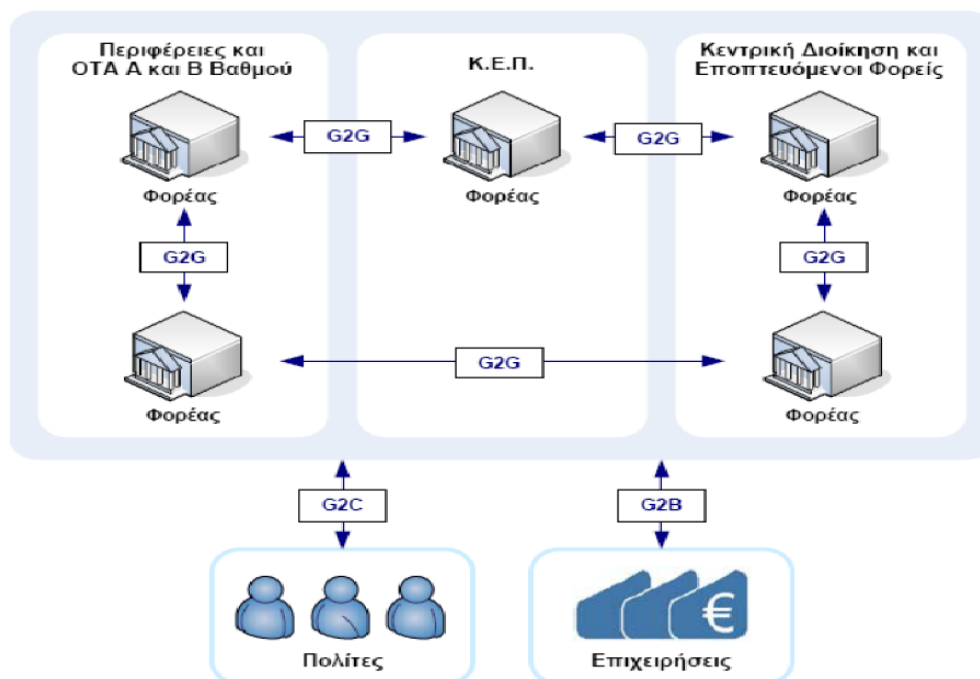 Περιφέρειες και
ΟΤΑ Α και Β Βαθμού
Κ.Ε.Π.
Κεντρική Διοίκηση και
Εποπτευόμενοι Φορείς
G2G
G2G
Φορέας
Φορέας
Φορέας
G2G
G2G
G2G
Φορέας
Φορέας
G2C
G2B
€
Πολίτες
Επιχειρήσεις